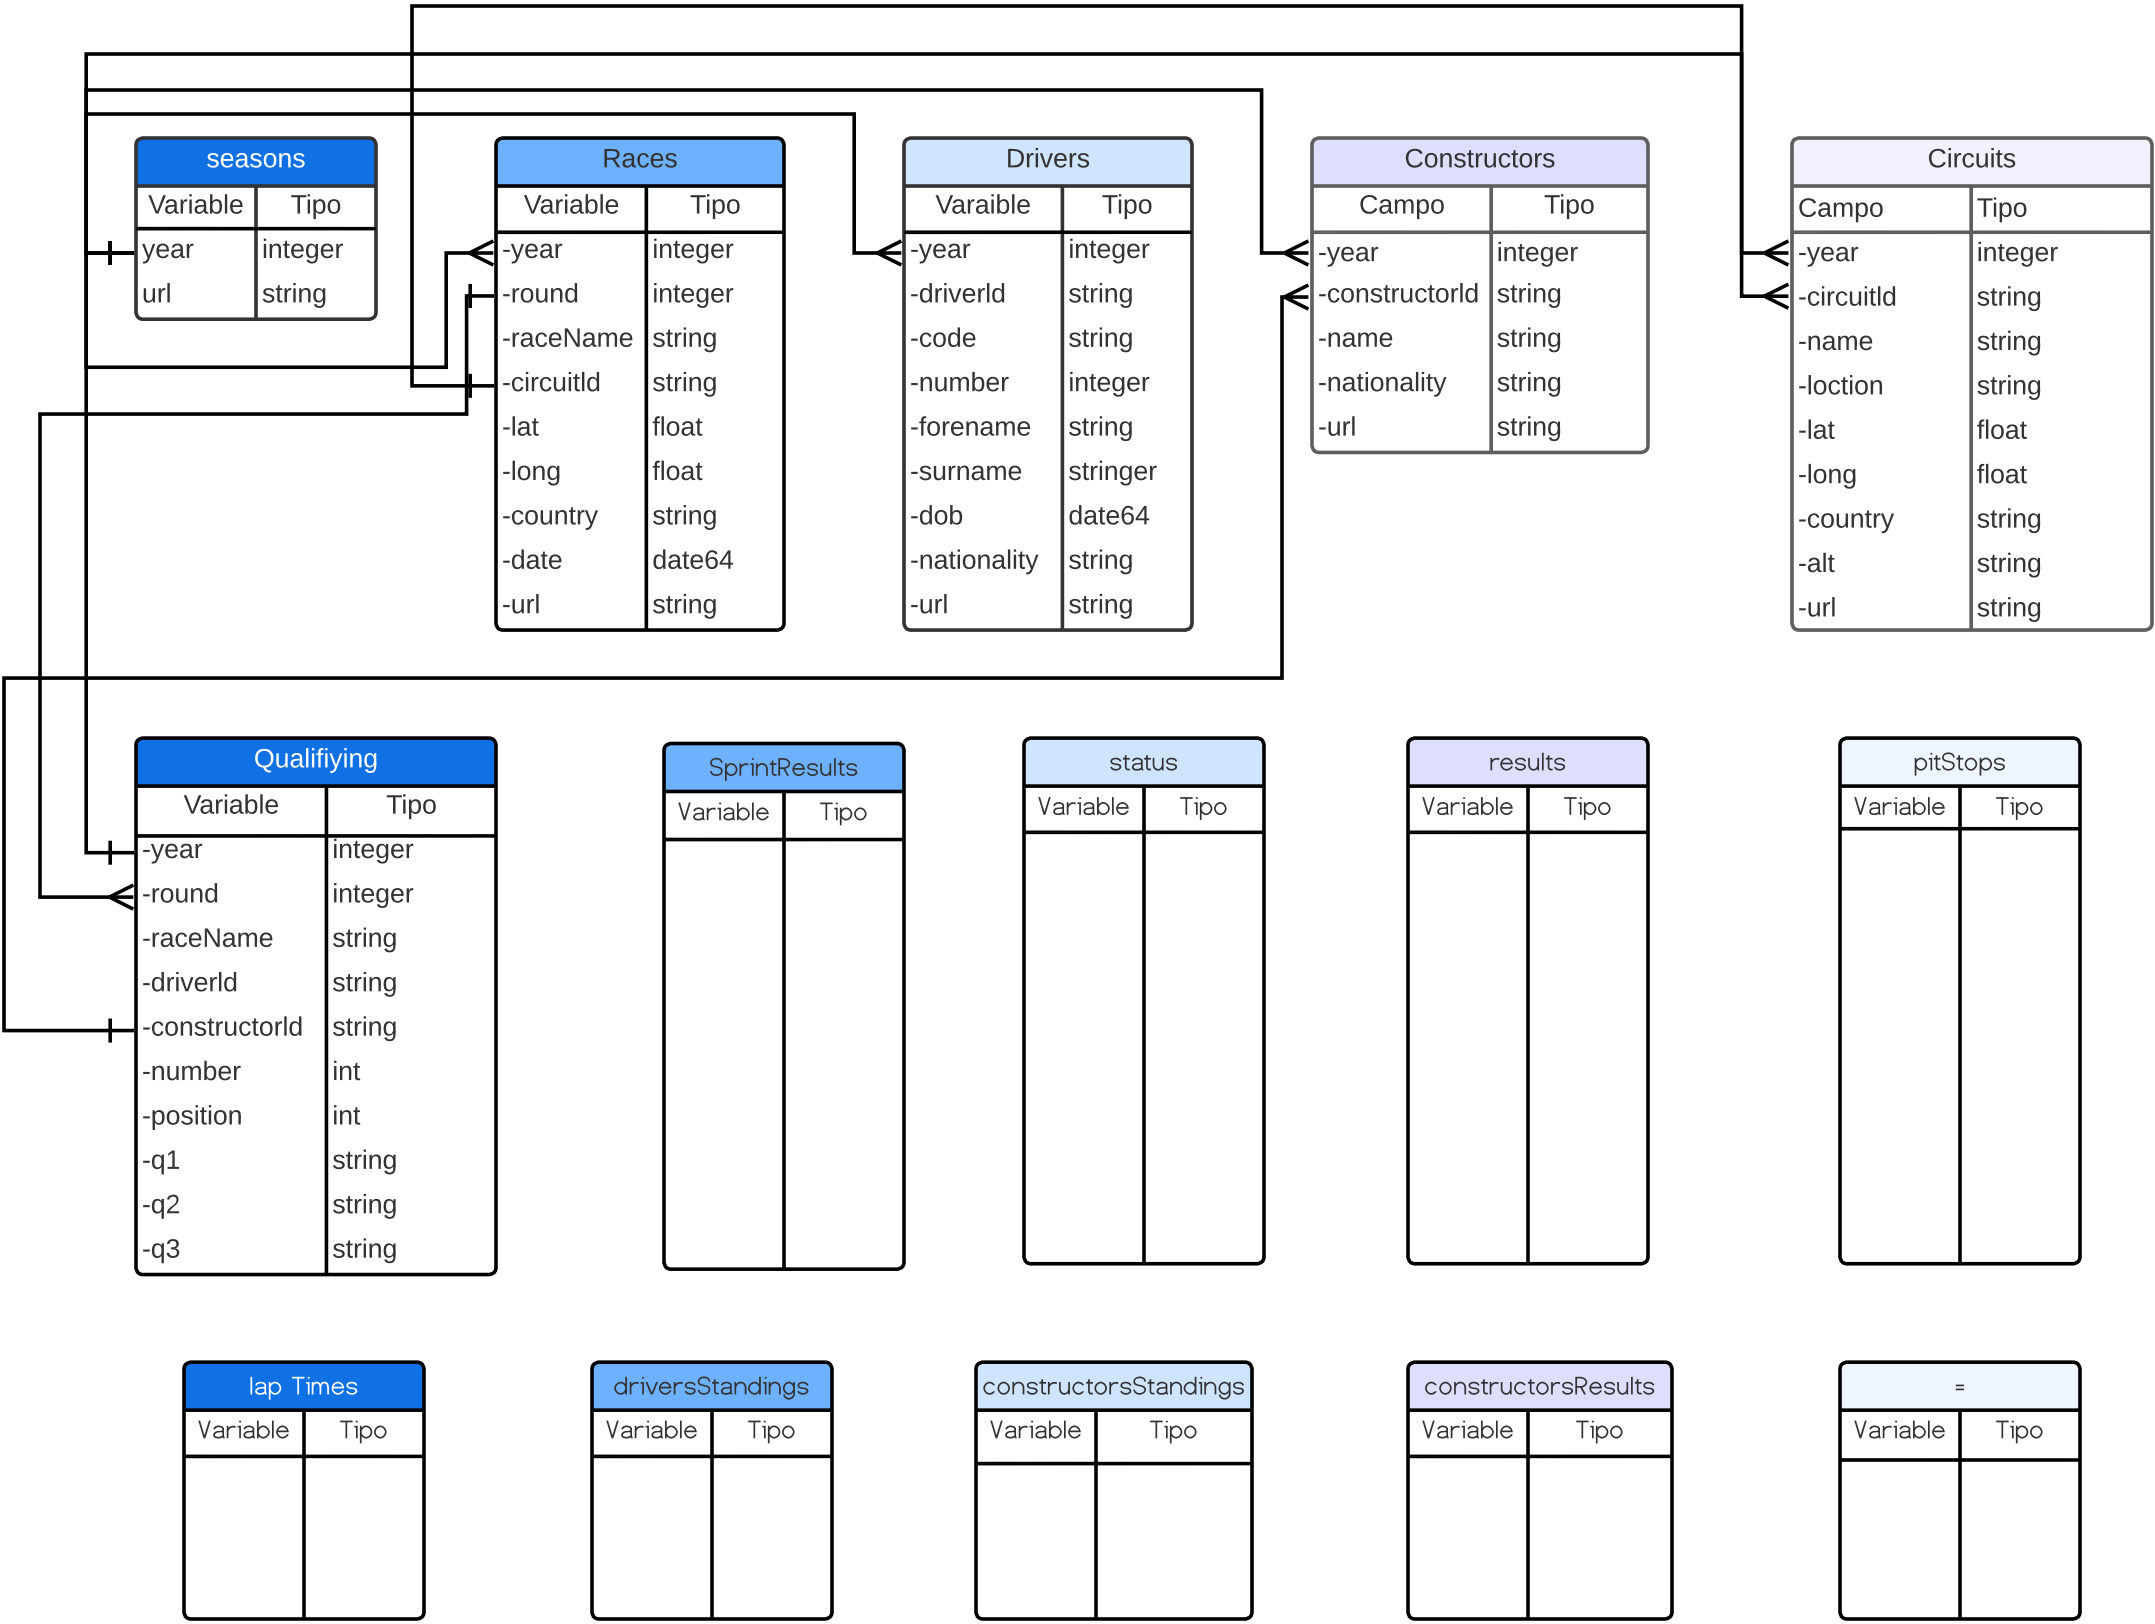 seasons
Variable Tipo
year integer
url string
Races
Variable Tipo
-year integer
-round integer
-raceName string
-circuitId string
-lat float
-long float
-country string
-date date64
-url string
Drivers
Varaible Tipo
-year integer
-driverId string
-code string
-number integer
-forename string
-surname stringer
-dob date64
-nationality string
-url string
Constructors
Campo Tipo
-year integer
-constructorId string
-name string
-nationality string
-url string
Circuits
Campo Tipo
-year integer
-circuitId string
-name string
-loction string
-lat float
-long float
-country string
-alt string
-url string
Qualifiying
Variable Tipo
-year integer
-round integer
-raceName string
-driverId string
-constructorId string
-number int
-position int
-q1 string
-q2 string
-q3 string
SprintResults
Variable Tipo
status
Variable Tipo
results
Variable Tipo
pitStops
Variable Tipo
lap Times
Variable Tipo
driversStandings
Variable Tipo
constructorsStandings
Variable Tipo
constructorsResults
Variable Tipo
=
Variable Tipo